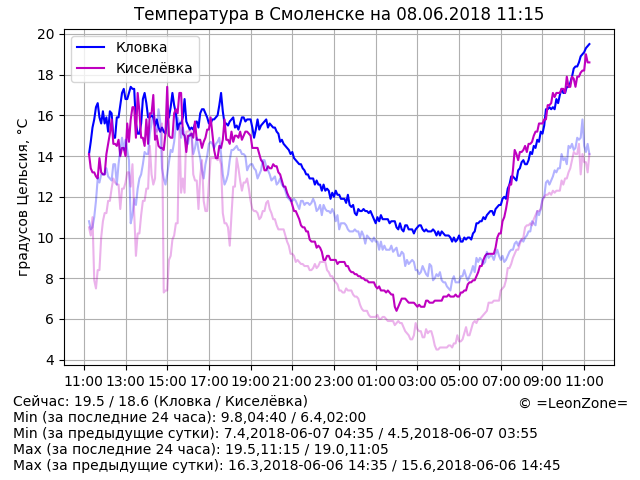 Температура в Смоленске на 08.06.2018 11:15
Кловка
Киселёвка
градусов Цельсия, °C
20
18
16
14
12
10
8
6
4
11:00 13:00 15:00 17:00 19:00 21:00 23:00 01:00 03:00 05:00 07:00 09:00 11:00
Сейчас: 19.5 / 18.6 (Кловка / Киселёвка)
© =LeonZone=
Min (за последние 24 часа): 9.8,04:40 / 6.4,02:00
Min (за предыдущие сутки): 7.4,2018-06-07 04:35 / 4.5,2018-06-07 03:55
Max (за последние 24 часа): 19.5,11:15 / 19.0,11:05
Max (за предыдущие сутки): 16.3,2018-06-06 14:35 / 15.6,2018-06-06 14:45